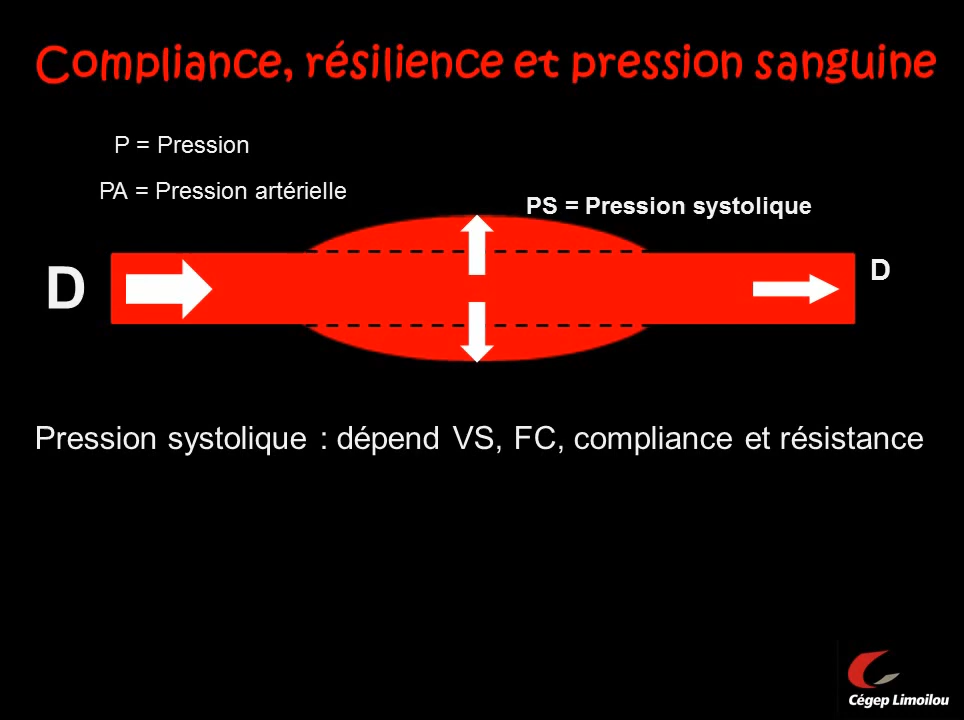 Compliance, résilience et pression sanguine
P = Pression
PA = Pression artérielle
PS = Pression systolique
D
D
Pression systolique : dépend VS, FC, compliance et résistance
Cégep Limoilou